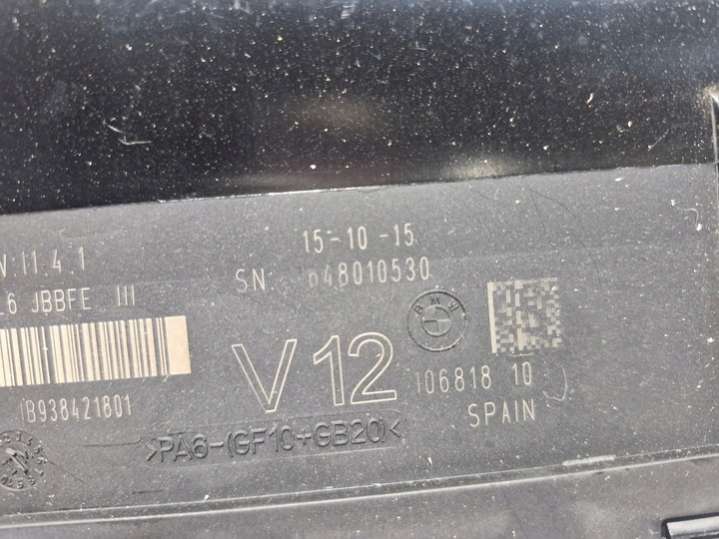 15-10-15
V:11.4.1
SN: 048010530
6 JBBFE III
BMW
V12
106818 10
B938421801
SPAIN
>PA6-(GF10+GB20)<